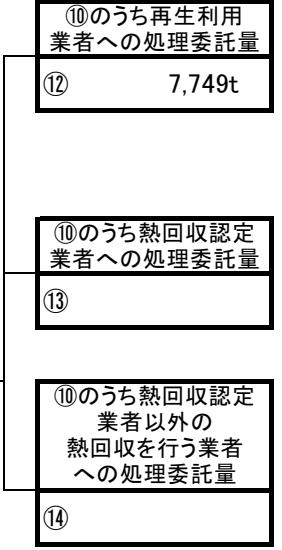 ⑩のうち再生利用
業者への処理委託量
⑫ 7,749t
⑩のうち熱回収認定
業者への処理委託量
⑬
⑩のうち熱回収認定
業者以外の
熱回収を行う業者
への処理委託量
⑭